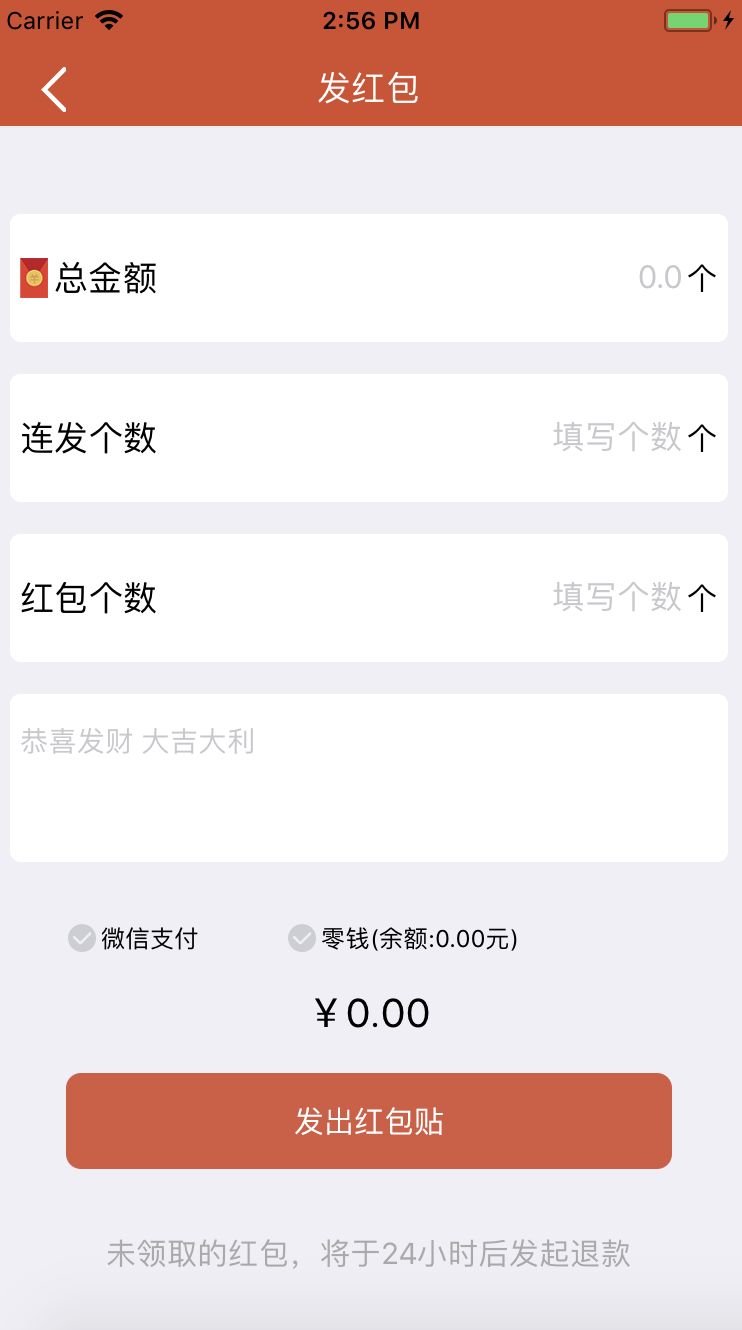 Carrier 2:56 PM
发红包
总金额 0.0 个
连发个数 填写个数 个
红包个数 填写个数 个
恭喜发财 大吉大利
微信支付 零钱(余额:0.00元)
¥ 0.00
发出红包贴
未领取的红包，将于24小时后发起退款